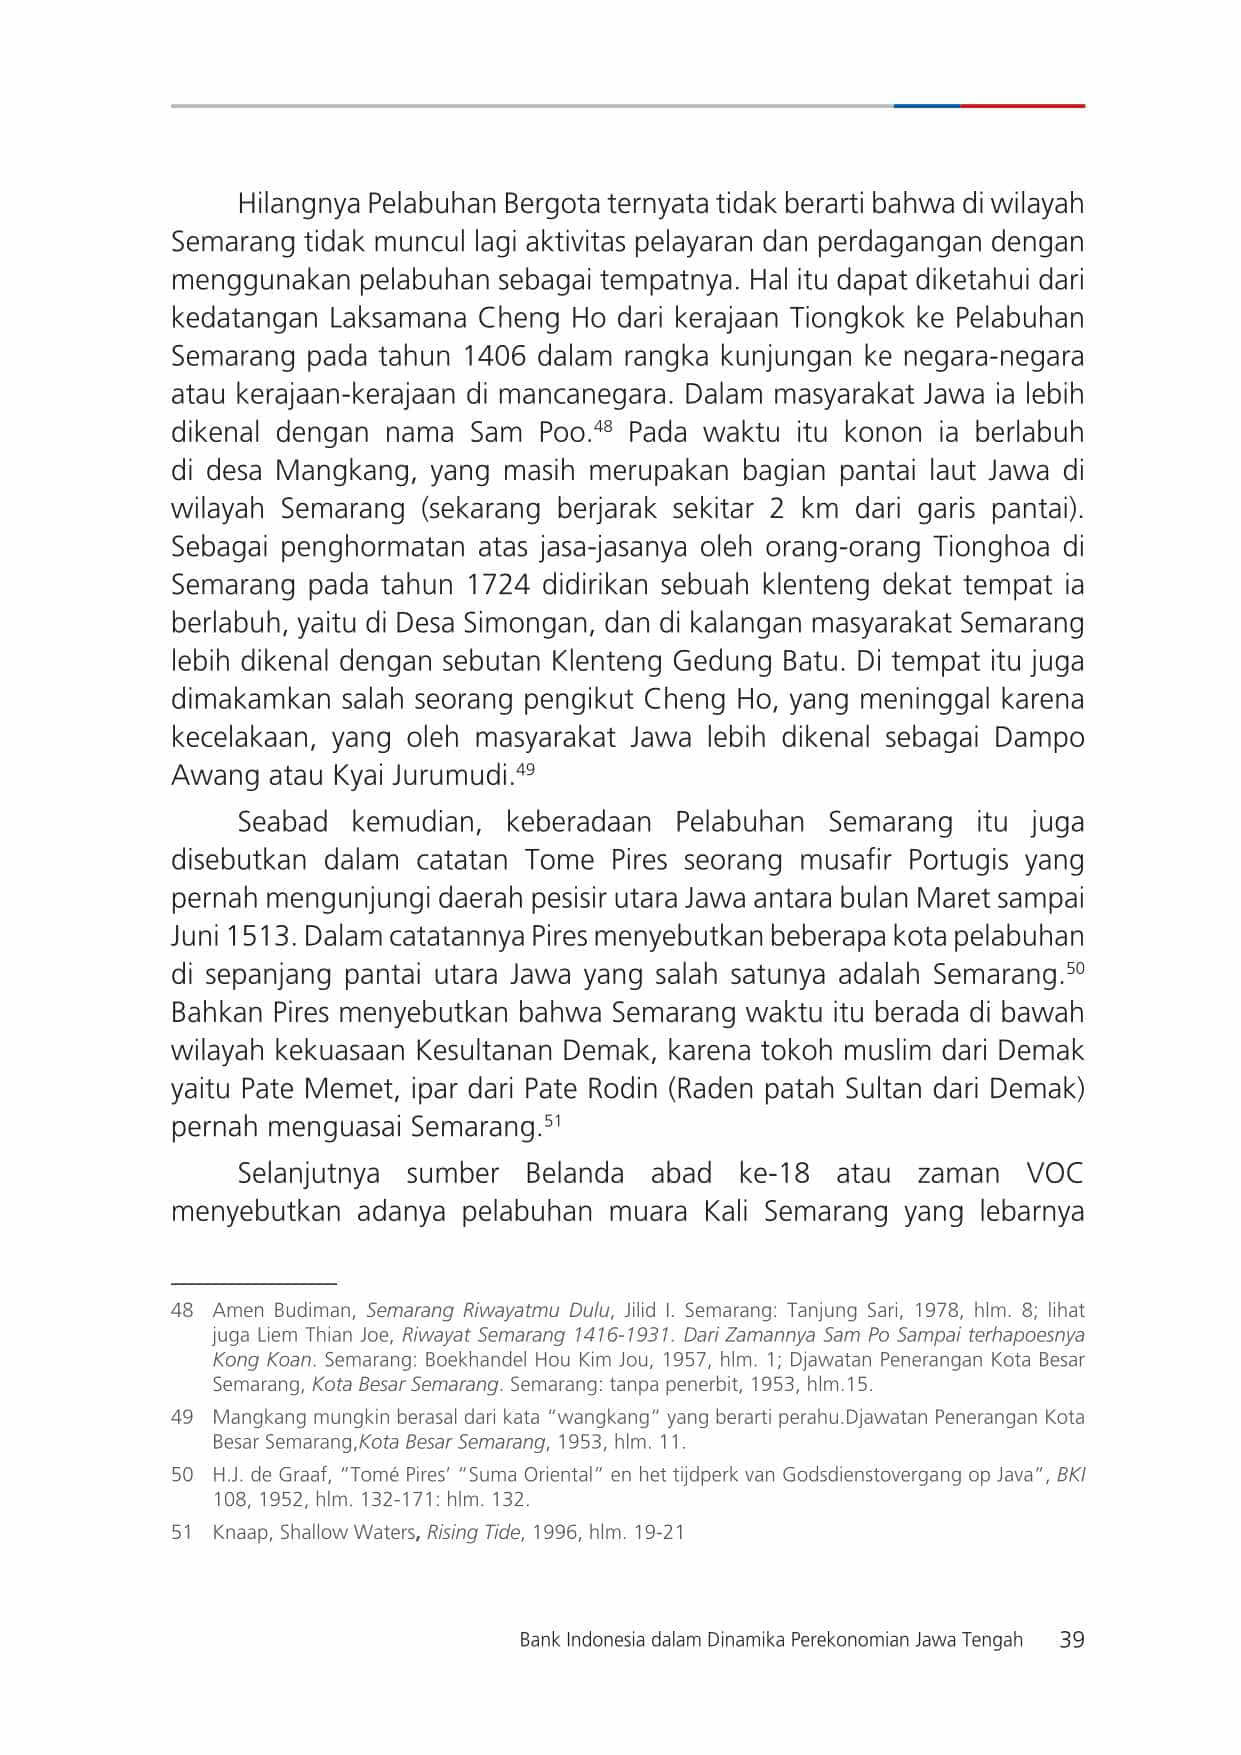 Hilangnya Pelabuhan Bergota ternyata tidak berarti bahwa di wilayah
Semarang tidak muncul lagi aktivitas pelayaran dan perdagangan dengan
menggunakan pelabuhan sebagai tempatnya. Hal itu dapat diketahui dari
kedatangan Laksamana Cheng Ho dari kerajaan Tiongkok ke Pelabuhan
Semarang pada tahun 1406 dalam rangka kunjungan ke negara-negara
atau kerajaan-kerajaan di mancanegara. Dalam masyarakat Jawa ia lebih
dikenal dengan nama Sam Poo.48 Pada waktu itu konon ia berlabuh
di desa Mangkang, yang masih merupakan bagian pantai laut Jawa di
wilayah Semarang (sekarang berjarak sekitar 2 km dari garis pantai).
Sebagai penghormatan atas jasa-jasanya oleh orang-orang Tionghoa di
Semarang pada tahun 1724 didirikan sebuah klenteng dekat tempat ia
berlabuh, yaitu di Desa Simongan, dan di kalangan masyarakat Semarang
lebih dikenal dengan sebutan Klenteng Gedung Batu. Di tempat itu juga
dimakamkan salah seorang pengikut Cheng Ho, yang meninggal karena
kecelakaan, yang oleh masyarakat Jawa lebih dikenal sebagai Dampo
Awang atau Kyai Jurumudi.49
Seabad kemudian, keberadaan Pelabuhan Semarang itu juga
disebutkan dalam catatan Tome Pires seorang musafir Portugis yang
pernah mengunjungi daerah pesisir utara Jawa antara bulan Maret sampai
Juni 1513. Dalam catatannya Pires menyebutkan beberapa kota pelabuhan
di sepanjang pantai utara Jawa yang salah satunya adalah Semarang.50
Bahkan Pires menyebutkan bahwa Semarang waktu itu berada di bawah
wilayah kekuasaan Kesultanan Demak, karena tokoh muslim dari Demak
yaitu Pate Memet, ipar dari Pate Rodin (Raden patah Sultan dari Demak)
pernah menguasai Semarang.51
Selanjutnya sumber Belanda abad ke-18 atau zaman VOC
menyebutkan adanya pelabuhan muara Kali Semarang yang lebarnya
48 Amen Budiman, Semarang Riwayatmu Dulu, Jilid I. Semarang: Tanjung Sari, 1978, hlm. 8; lihat
juga Liem Thian Joe, Riwayat Semarang 1416-1931. Dari Zamannya Sam Po Sampai terhapoesnya
Kong Koan. Semarang: Boekhandel Hou Kim Jou, 1957, hlm. 1; Djawatan Penerangan Kota Besar
Semarang, Kota Besar Semarang. Semarang: tanpa penerbit, 1953, hlm.15.
49 Mangkang mungkin berasal dari kata “wangkang” yang berarti perahu.Djawatan Penerangan Kota
Besar Semarang,Kota Besar Semarang, 1953, hlm. 11.
50 H.J. de Graaf, “Tomé Pires’ “Suma Oriental” en het tijdperk van Godsdienstovergang op Java”, BKI
108, 1952, hlm. 132-171: hlm. 132.
51 Knaap, Shallow Waters, Rising Tide, 1996, hlm. 19-21
Bank Indonesia dalam Dinamika Perekonomian Jawa Tengah 39